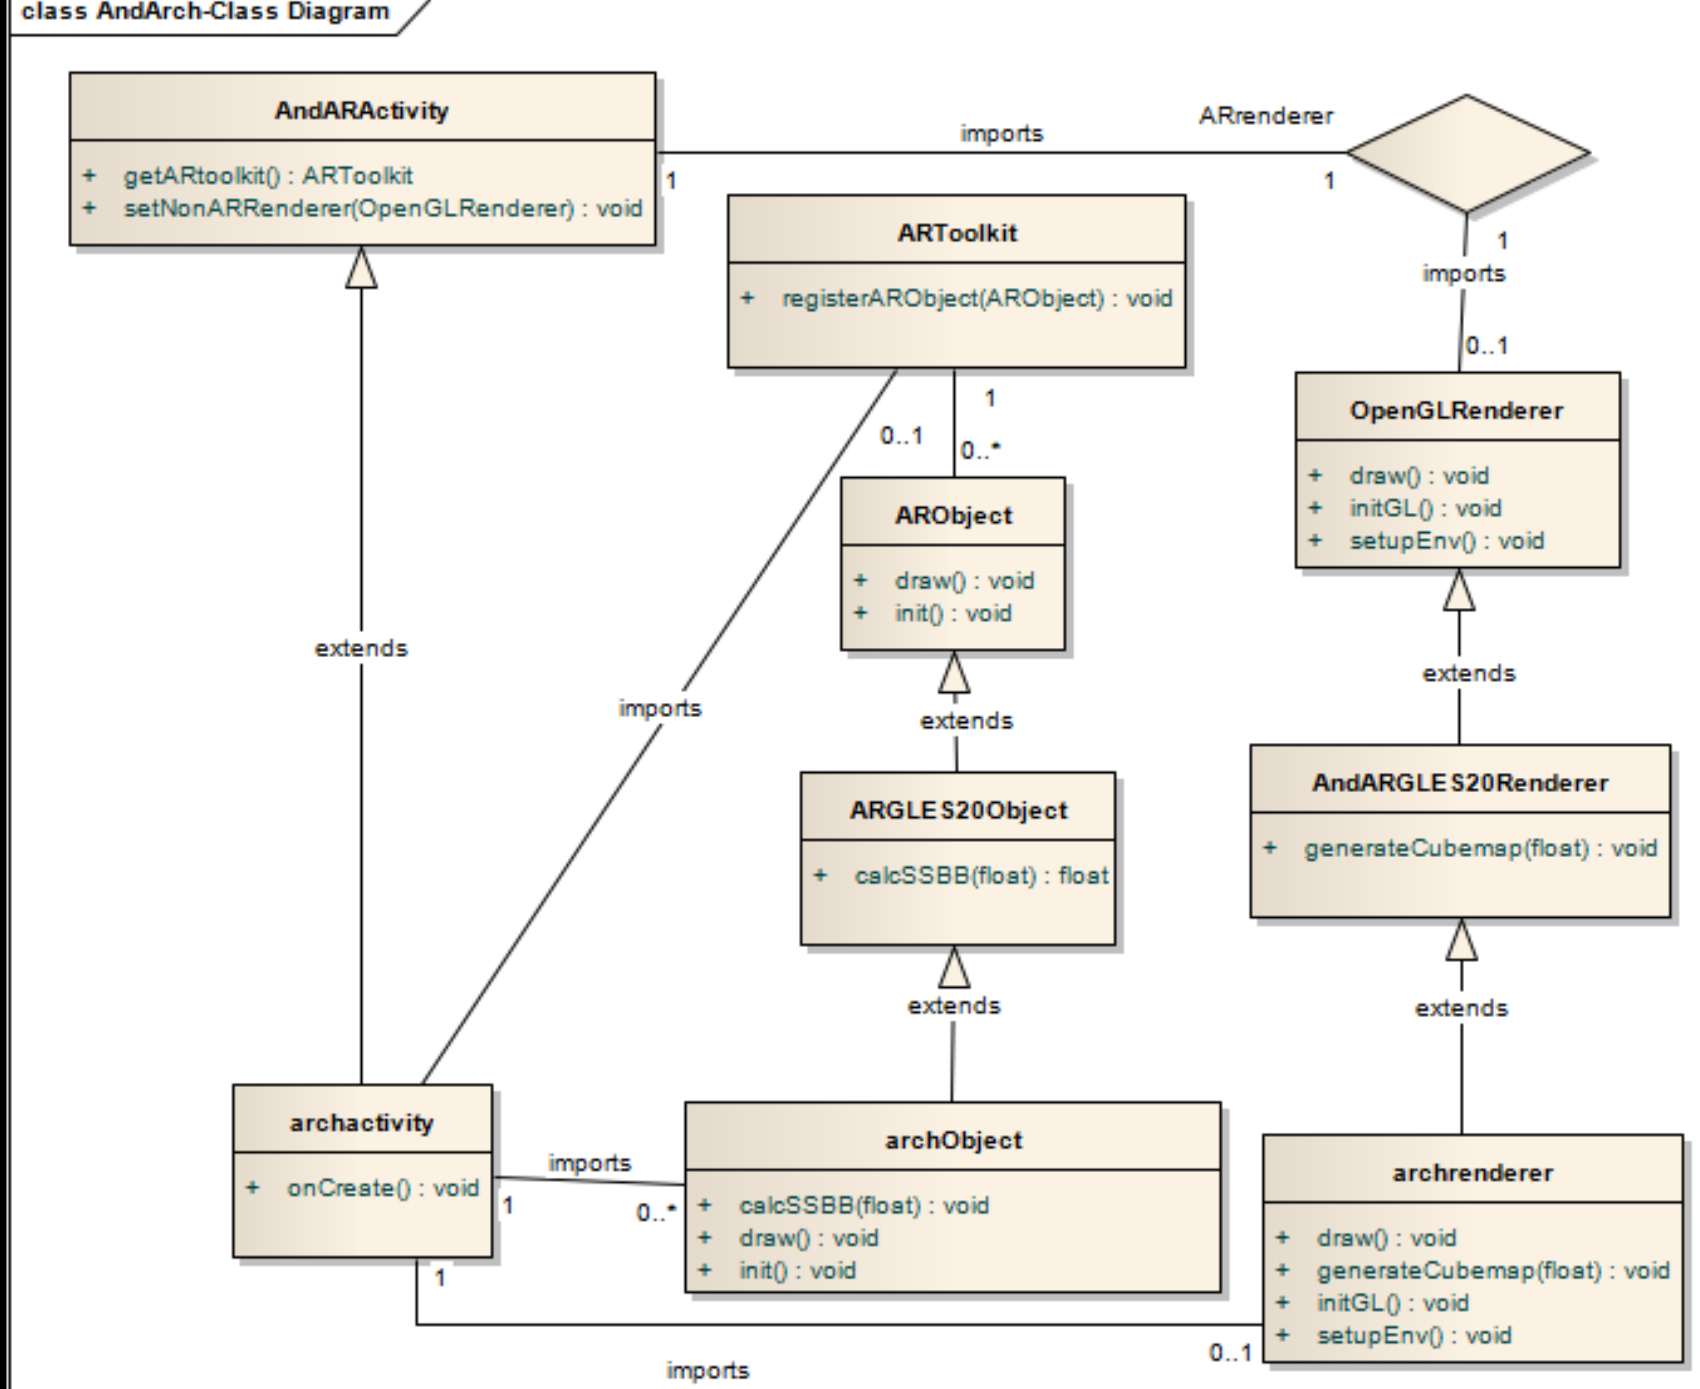 class AndArch-Class Diagram
AndARActivity
+ getARtoolkit() : ARToolkit
+ setNonARRenderer(OpenGLRenderer) : void
imports
1
ARrenderer
1
1
imports
0..1
ARToolkit
+ registerARObject(ARObject) : void
1
0..1
0..*
OpenGLRenderer
+ draw() : void
+ initGL() : void
+ setupEnv() : void
ARObject
+ draw() : void
+ init() : void
extends
imports
extends
extends
ARGLES20Object
+ calcSSBB(float) : float
AndARGLES20Renderer
+ generateCubemap(float) : void
extends
extends
archactivity
+ onCreate() : void
imports
1
0..*
1
archObject
+ calcSSBB(float) : void
+ draw() : void
+ init() : void
archrenderer
+ draw() : void
+ generateCubemap(float) : void
+ initGL() : void
+ setupEnv() : void
0..1
imports